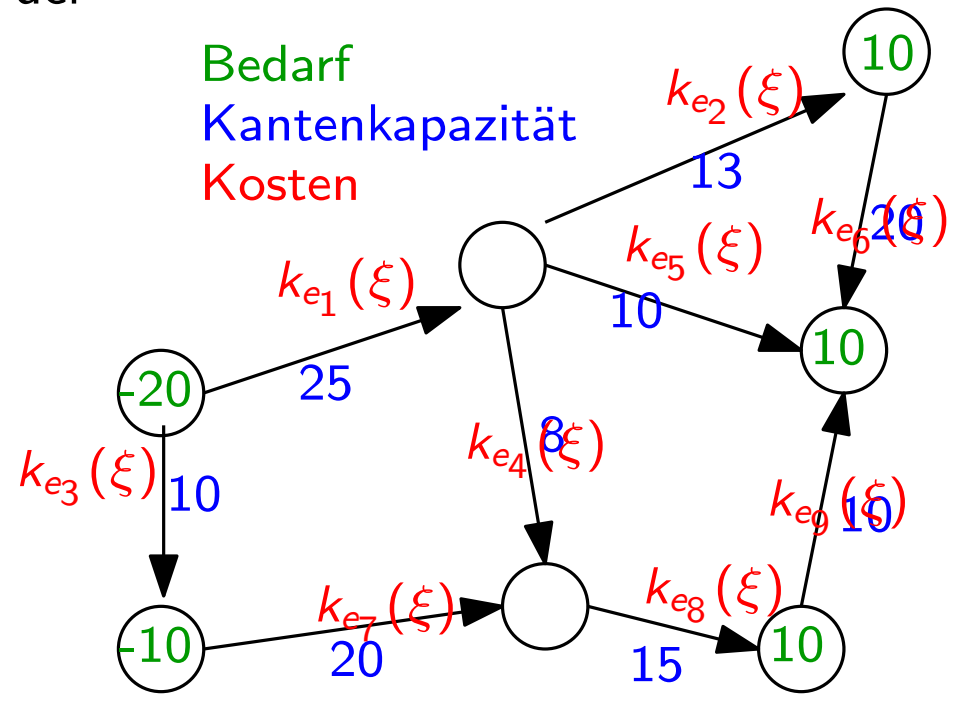 der
Bedarf
Kantenkapazität
Kosten
10
k_{e_2}(ξ)
13
k_{e_6}(ξ)
20
k_{e_5}(ξ)
10
k_{e_1}(ξ)
25
10
-20
k_{e_4}(ξ)
8
k_{e_3}(ξ)
10
k_{e_9}(ξ)
10
k_{e_7}(ξ)
20
k_{e_8}(ξ)
15
-10
10